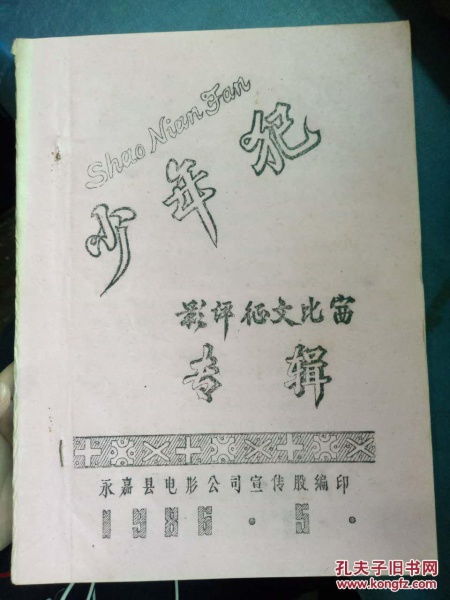 Shao Nian Fan
少年犯
影评征文比宙
专辑
永嘉县电影公司宣传股编印
1986.5.
孔夫子旧书网
www.kongfz.com